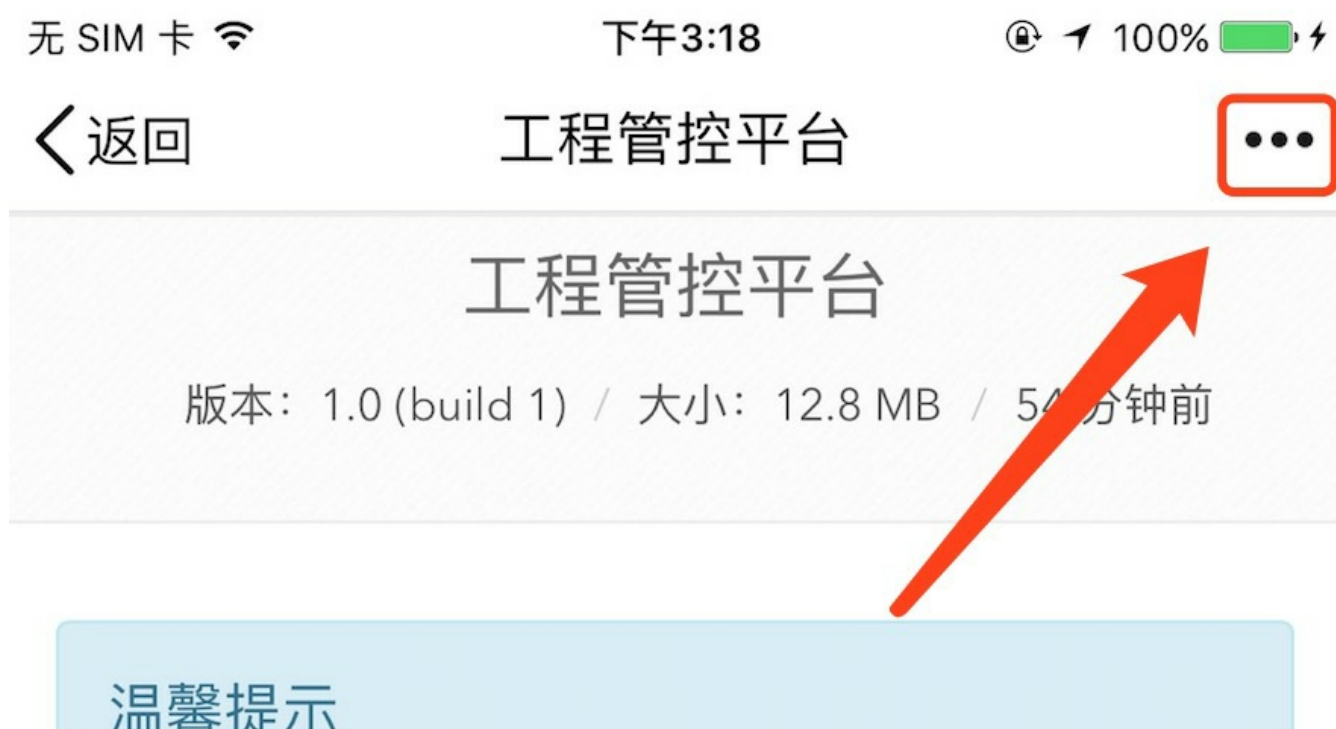 无 SIM 卡 下午3:18 100%
返回 工程管控平台 •••
工程管控平台
版本：1.0 (build 1) / 大小：12.8 MB / 54 分钟前
温馨提示